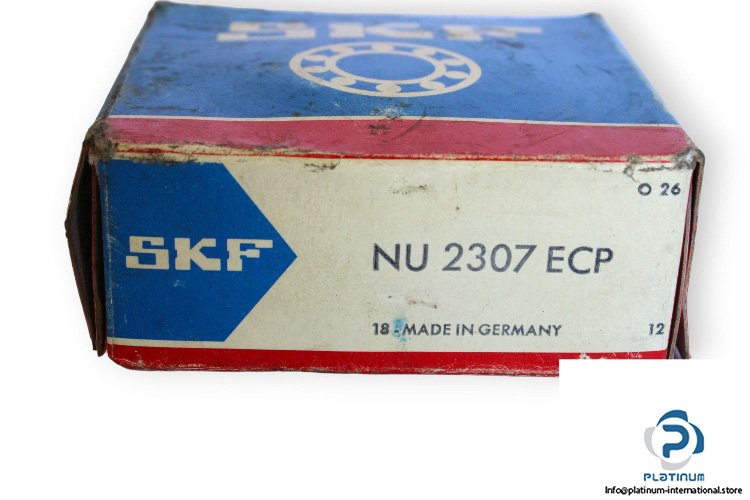 SKF
SKF
O 26
NU 2307 ECP
18-MADE IN GERMANY
12
PLATINUM
Info@platinum-international.store